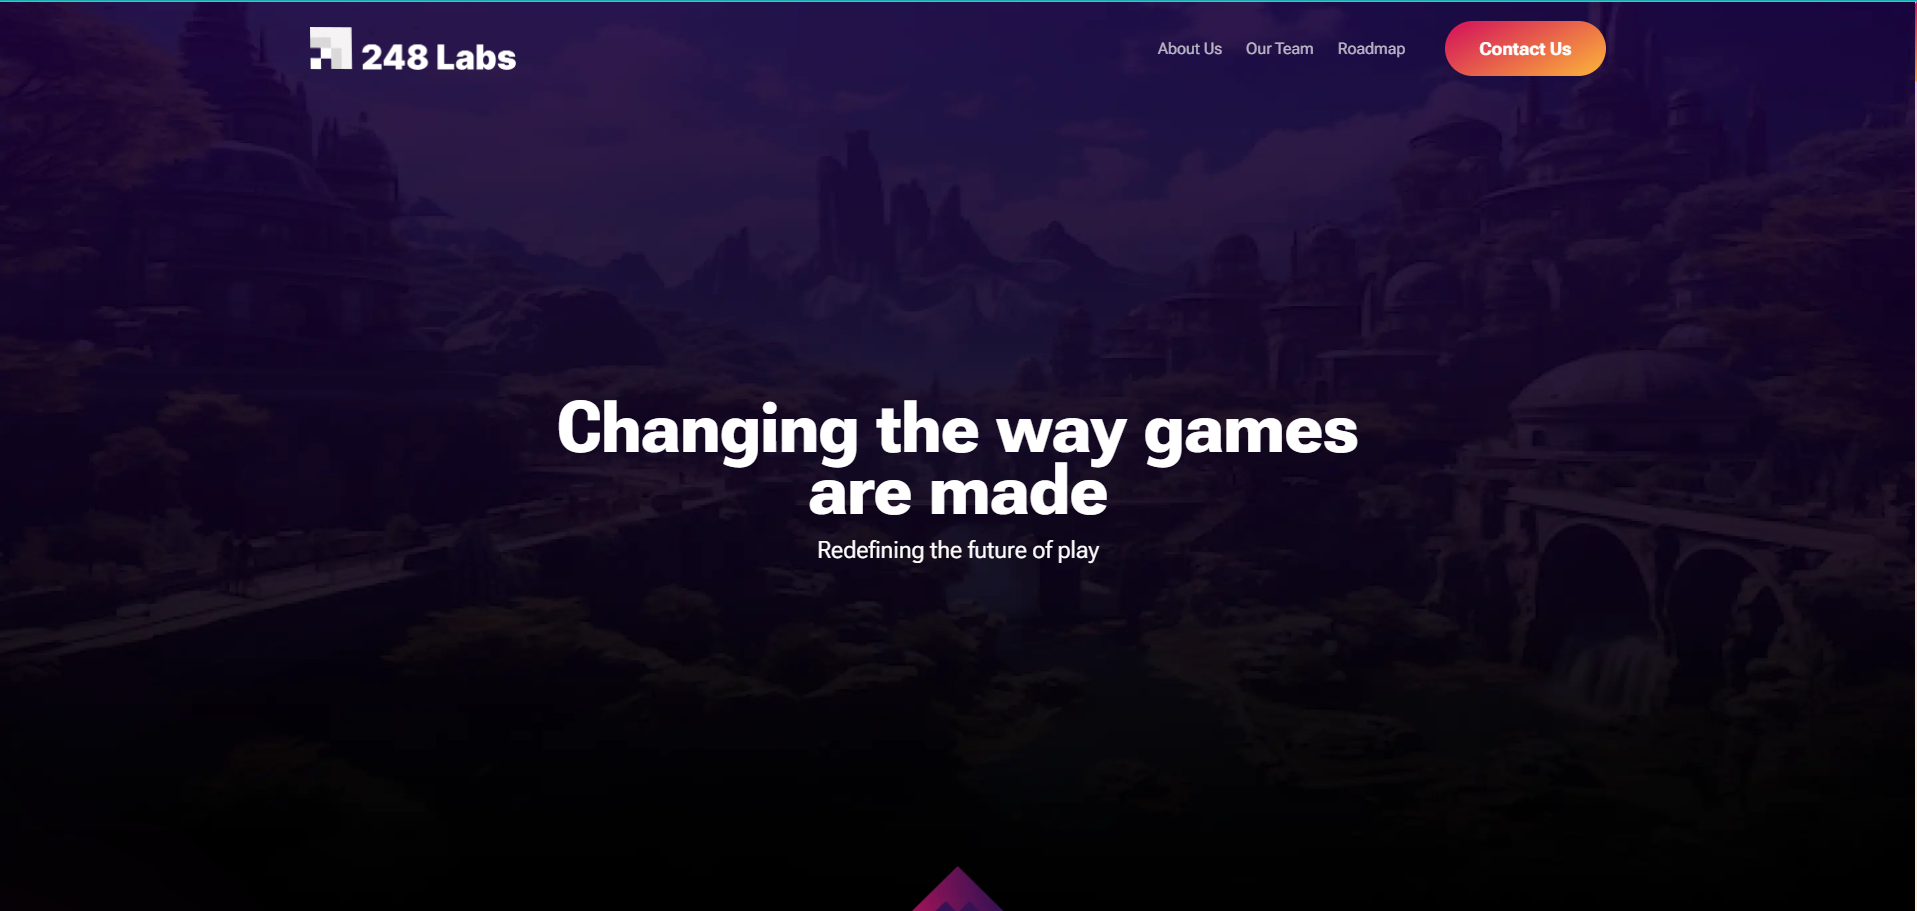 248 Labs
About Us
Our Team
Roadmap
Contact Us
Changing the way games
are made
Redefining the future of play